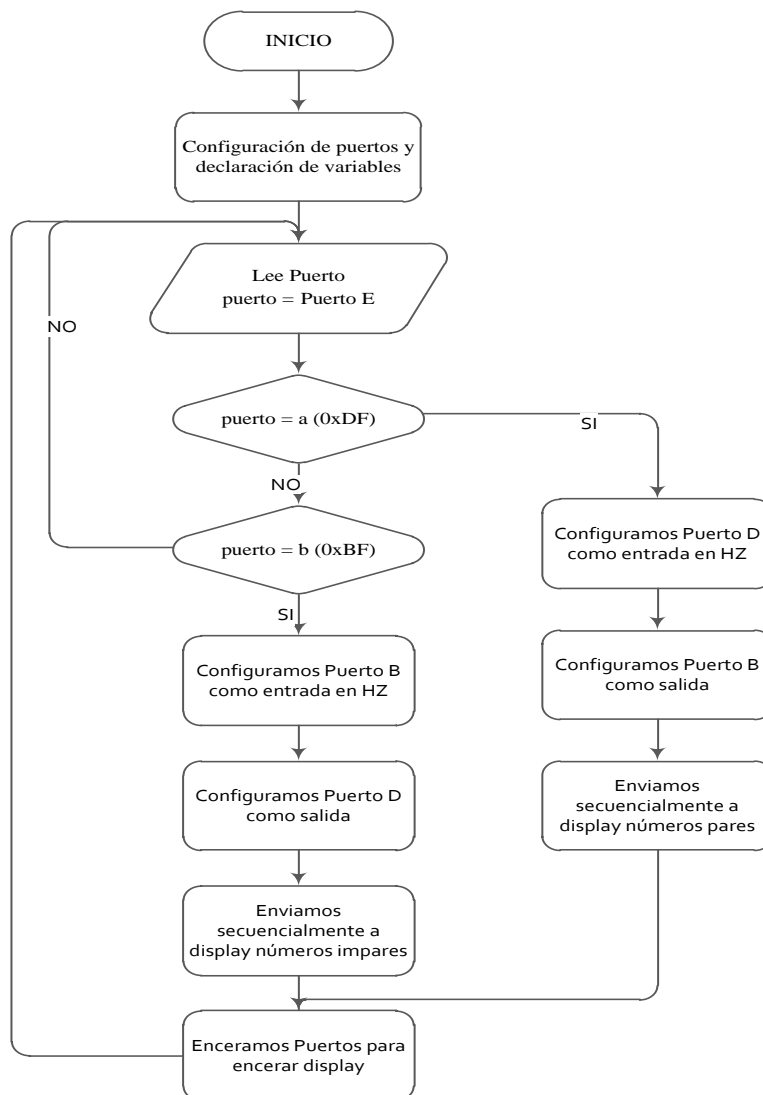 INICIO
Configuración de puertos y
declaración de variables
Lee Puerto
puerto = Puerto E
NO
puerto = a (0xDF)
SI
NO
puerto = b (0xBF)
SI
Configuramos Puerto D
como entrada en HZ
Configuramos Puerto B
como entrada en HZ
Configuramos Puerto B
como salida
Configuramos Puerto D
como salida
Enviamos
secuencialmente a
display números pares
Enviamos
secuencialmente a
display números impares
Enceramos Puertos para
encerar display